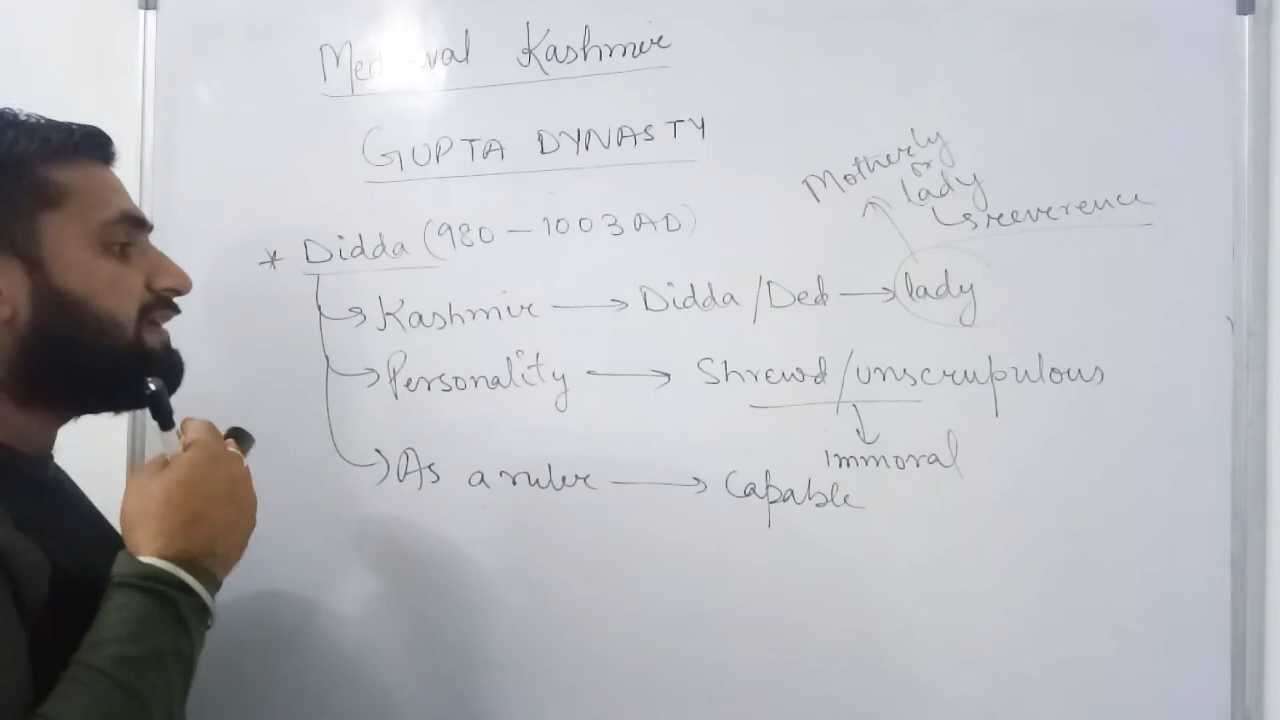 Medieval Kashmir
GUPTA DYNASTY
Motherly
or
lady
↳ reverence
* Didda (980 – 1003 AD)
→ Kashmir → Didda / Ded → lady
→ Personality → Shrewd / unscrupulous
↓
immoral
→ As a ruler → Capable